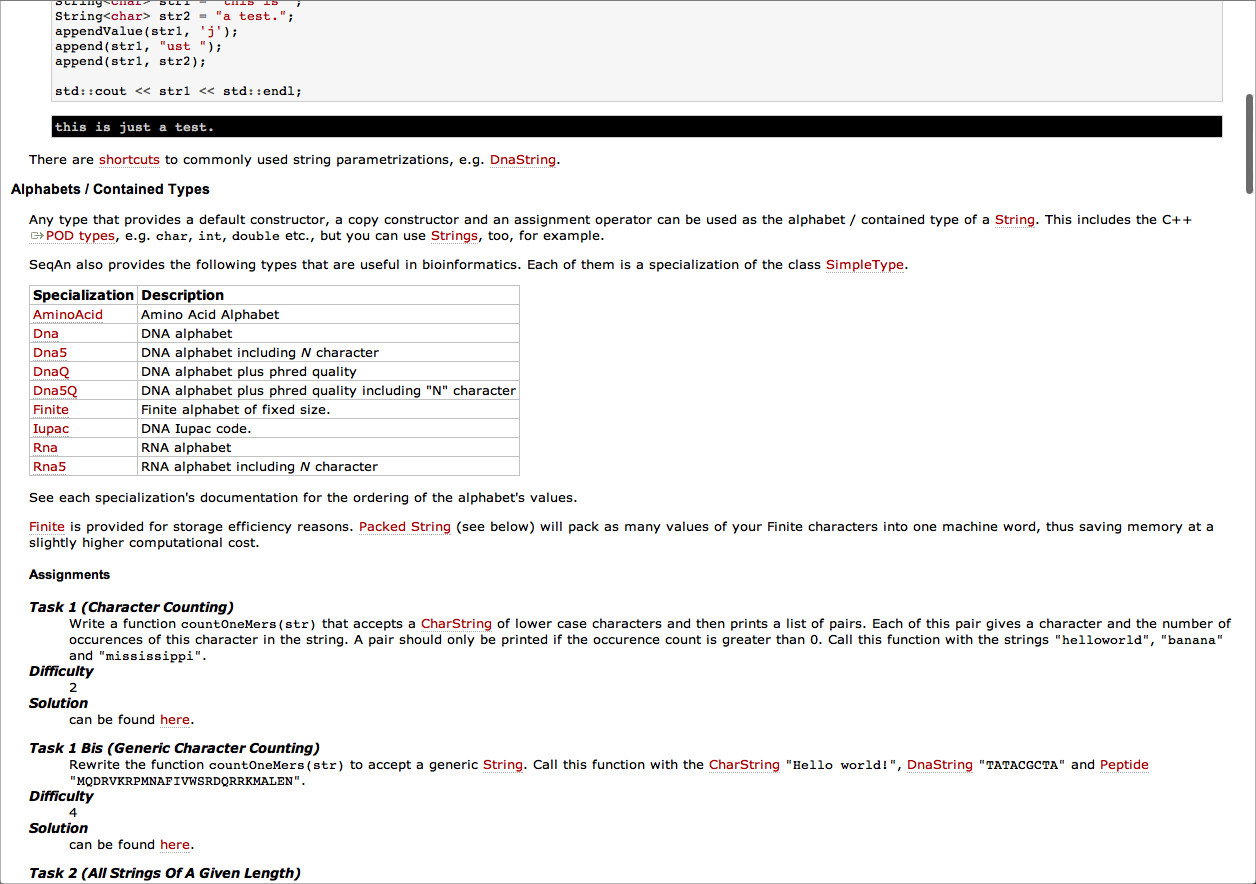 String<char> str1 = "this is ";
String<char> str2 = "a test.";
appendValue(str1, 'j');
append(str1, "ust ");
append(str1, str2);
std::cout << str1 << std::endl;
this is just a test.
There are shortcuts to commonly used string parametrizations, e.g. DnaString.
Alphabets / Contained Types
Any type that provides a default constructor, a copy constructor and an assignment operator can be used as the alphabet / contained type of a String. This includes the C++
POD types, e.g. char, int, double etc., but you can use Strings, too, for example.
SeqAn also provides the following types that are useful in bioinformatics. Each of them is a specialization of the class SimpleType.
Specialization Description
AminoAcid Amino Acid Alphabet
Dna DNA alphabet
Dna5 DNA alphabet including N character
DnaQ DNA alphabet plus phred quality
Dna5Q DNA alphabet plus phred quality including "N" character
Finite Finite alphabet of fixed size.
Iupac DNA Iupac code.
Rna RNA alphabet
Rna5 RNA alphabet including N character
See each specialization's documentation for the ordering of the alphabet's values.
Finite is provided for storage efficiency reasons. Packed String (see below) will pack as many values of your Finite characters into one machine word, thus saving memory at a
slightly higher computational cost.
Assignments
Task 1 (Character Counting)
Write a function countOneMers(str) that accepts a CharString of lower case characters and then prints a list of pairs. Each of this pair gives a character and the number of
occurences of this character in the string. A pair should only be printed if the occurence count is greater than 0. Call this function with the strings "helloworld", "banana"
and "mississippi".
Difficulty
2
Solution
can be found here.
Task 1 Bis (Generic Character Counting)
Rewrite the function countOneMers(str) to accept a generic String. Call this function with the CharString "Hello world!", DnaString "TATACGCTA" and Peptide
"MQDRVKRPMNAFIVWSRDQRRKMALEN".
Difficulty
4
Solution
can be found here.
Task 2 (All Strings Of A Given Length)